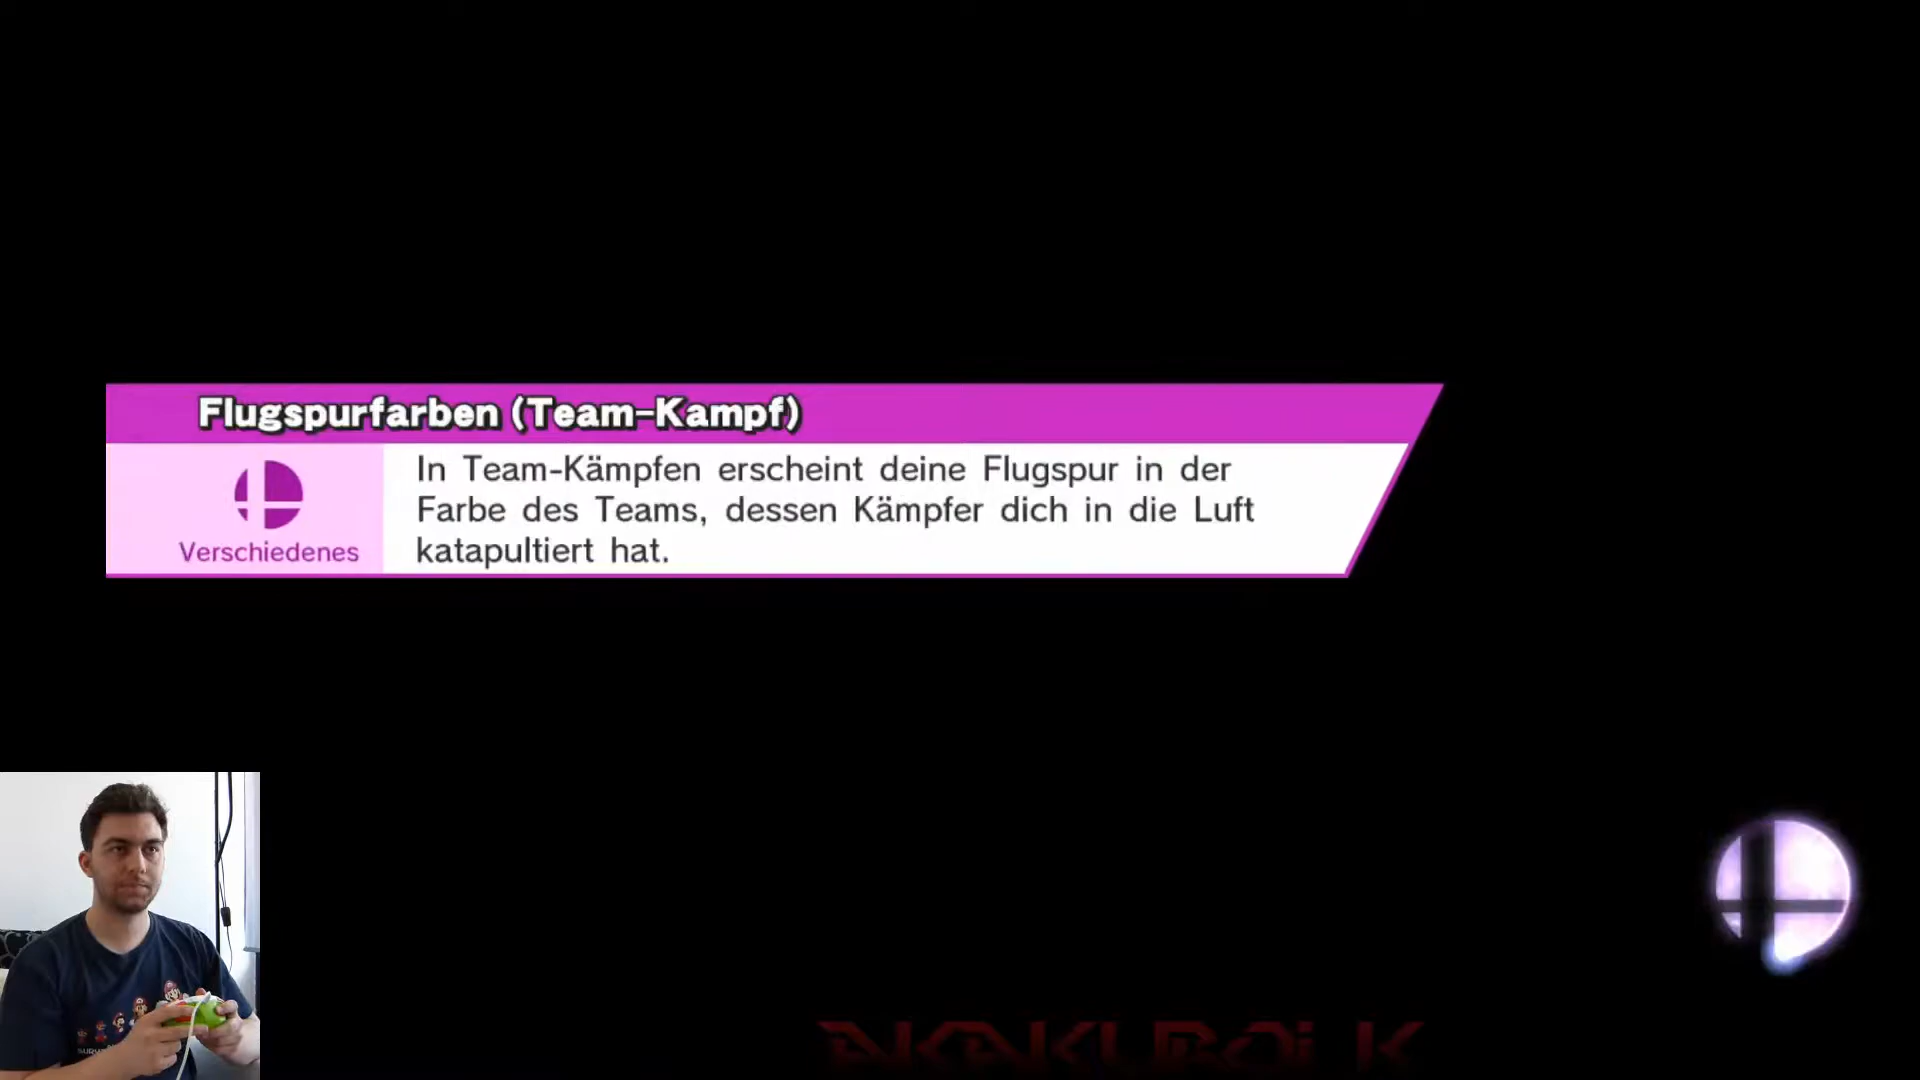 Flugspurfarben (Team-Kampf)
In Team-Kämpfen erscheint deine Flugspur in der
Farbe des Teams, dessen Kämpfer dich in die Luft
katapultiert hat.
Verschiedenes